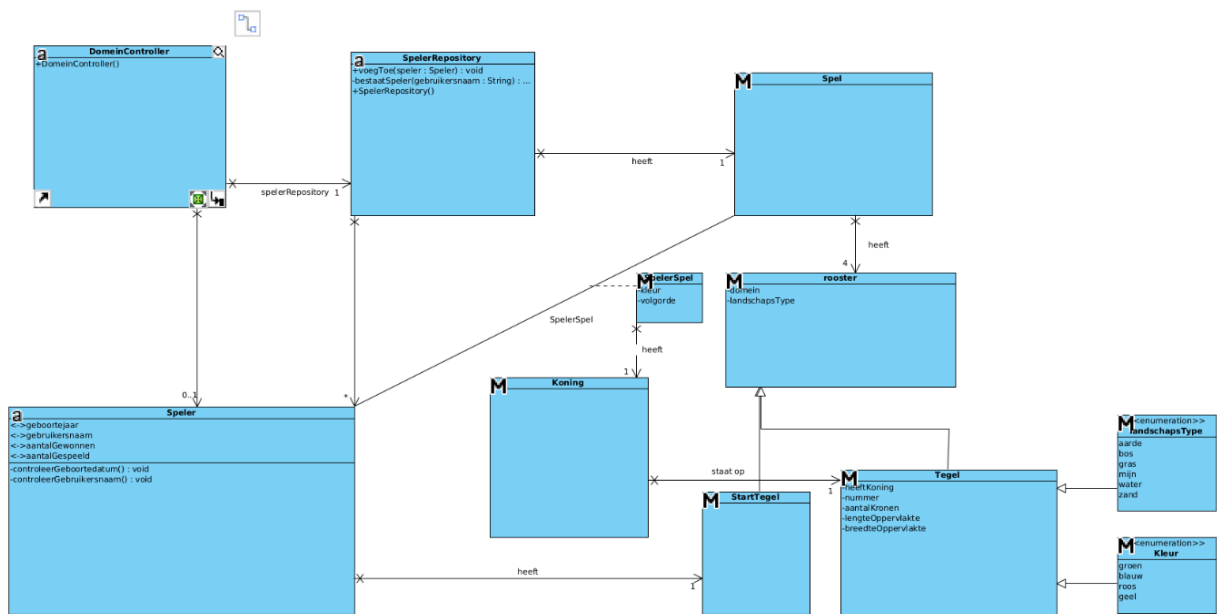 DomeinController
+DomeinController()
SpelerRepository
+voegToe(speler : Speler) : void
-bestaatSpeler(gebruikersnaam : String) : ...
+SpelerRepository()
Spel
heeft
1
spelerRepository
1
heeft
4
SpelerSpel
-kleur
-volgorde
rooster
-domein
-landschapsType
SpelerSpel
heeft
1
Koning
0..1
*
Speler
<->geboortejaar
<->gebruikersnaam
<->aantalGewonnen
<->aantalGespeeld
-controleerGeboortedatum() : void
-controleerGebruikersnaam() : void
staat op
1
Tegel
-heeftKoning
-nummer
-aantalKronen
-lengteOppervlakte
-breedteOppervlakte
StartTegel
heeft
1
<<enumeration>>
landschapsType
aarde
bos
gras
mijn
water
zand
<<enumeration>>
Kleur
groen
blauw
roos
geel